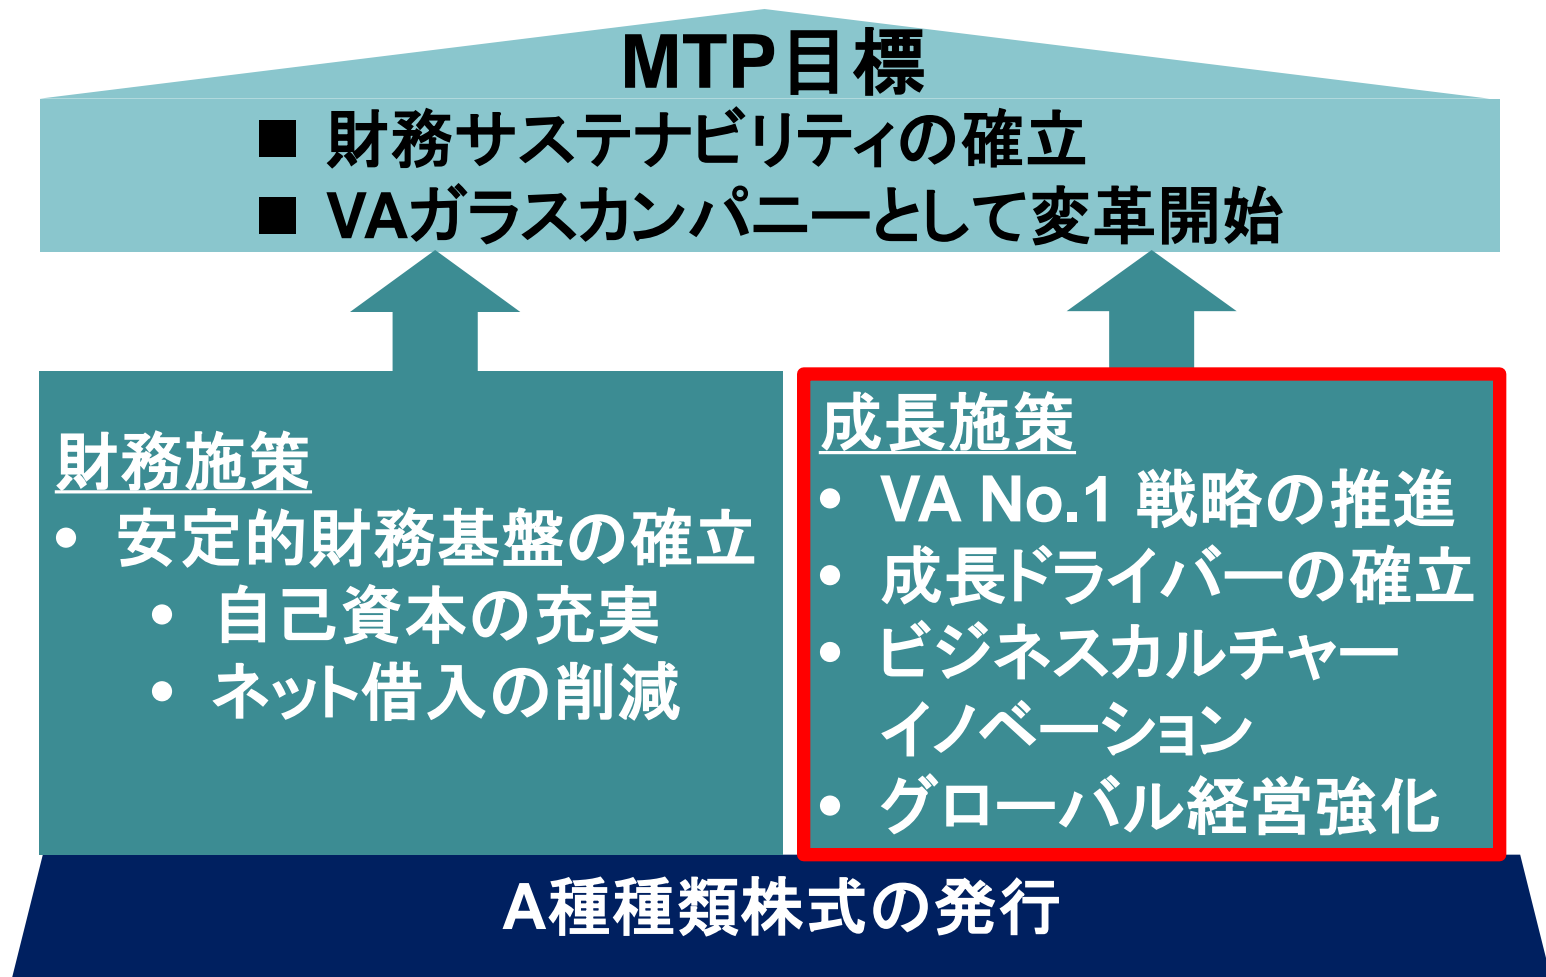 MTP目標
■ 財務サステナビリティの確立
■ VAガラスカンパニーとして変革開始
財務施策
• 安定的財務基盤の確立
• 自己資本の充実
• ネット借入の削減
成長施策
• VA No.1 戦略の推進
• 成長ドライバーの確立
• ビジネスカルチャー
イノベーション
• グローバル経営強化
A種種類株式の発行